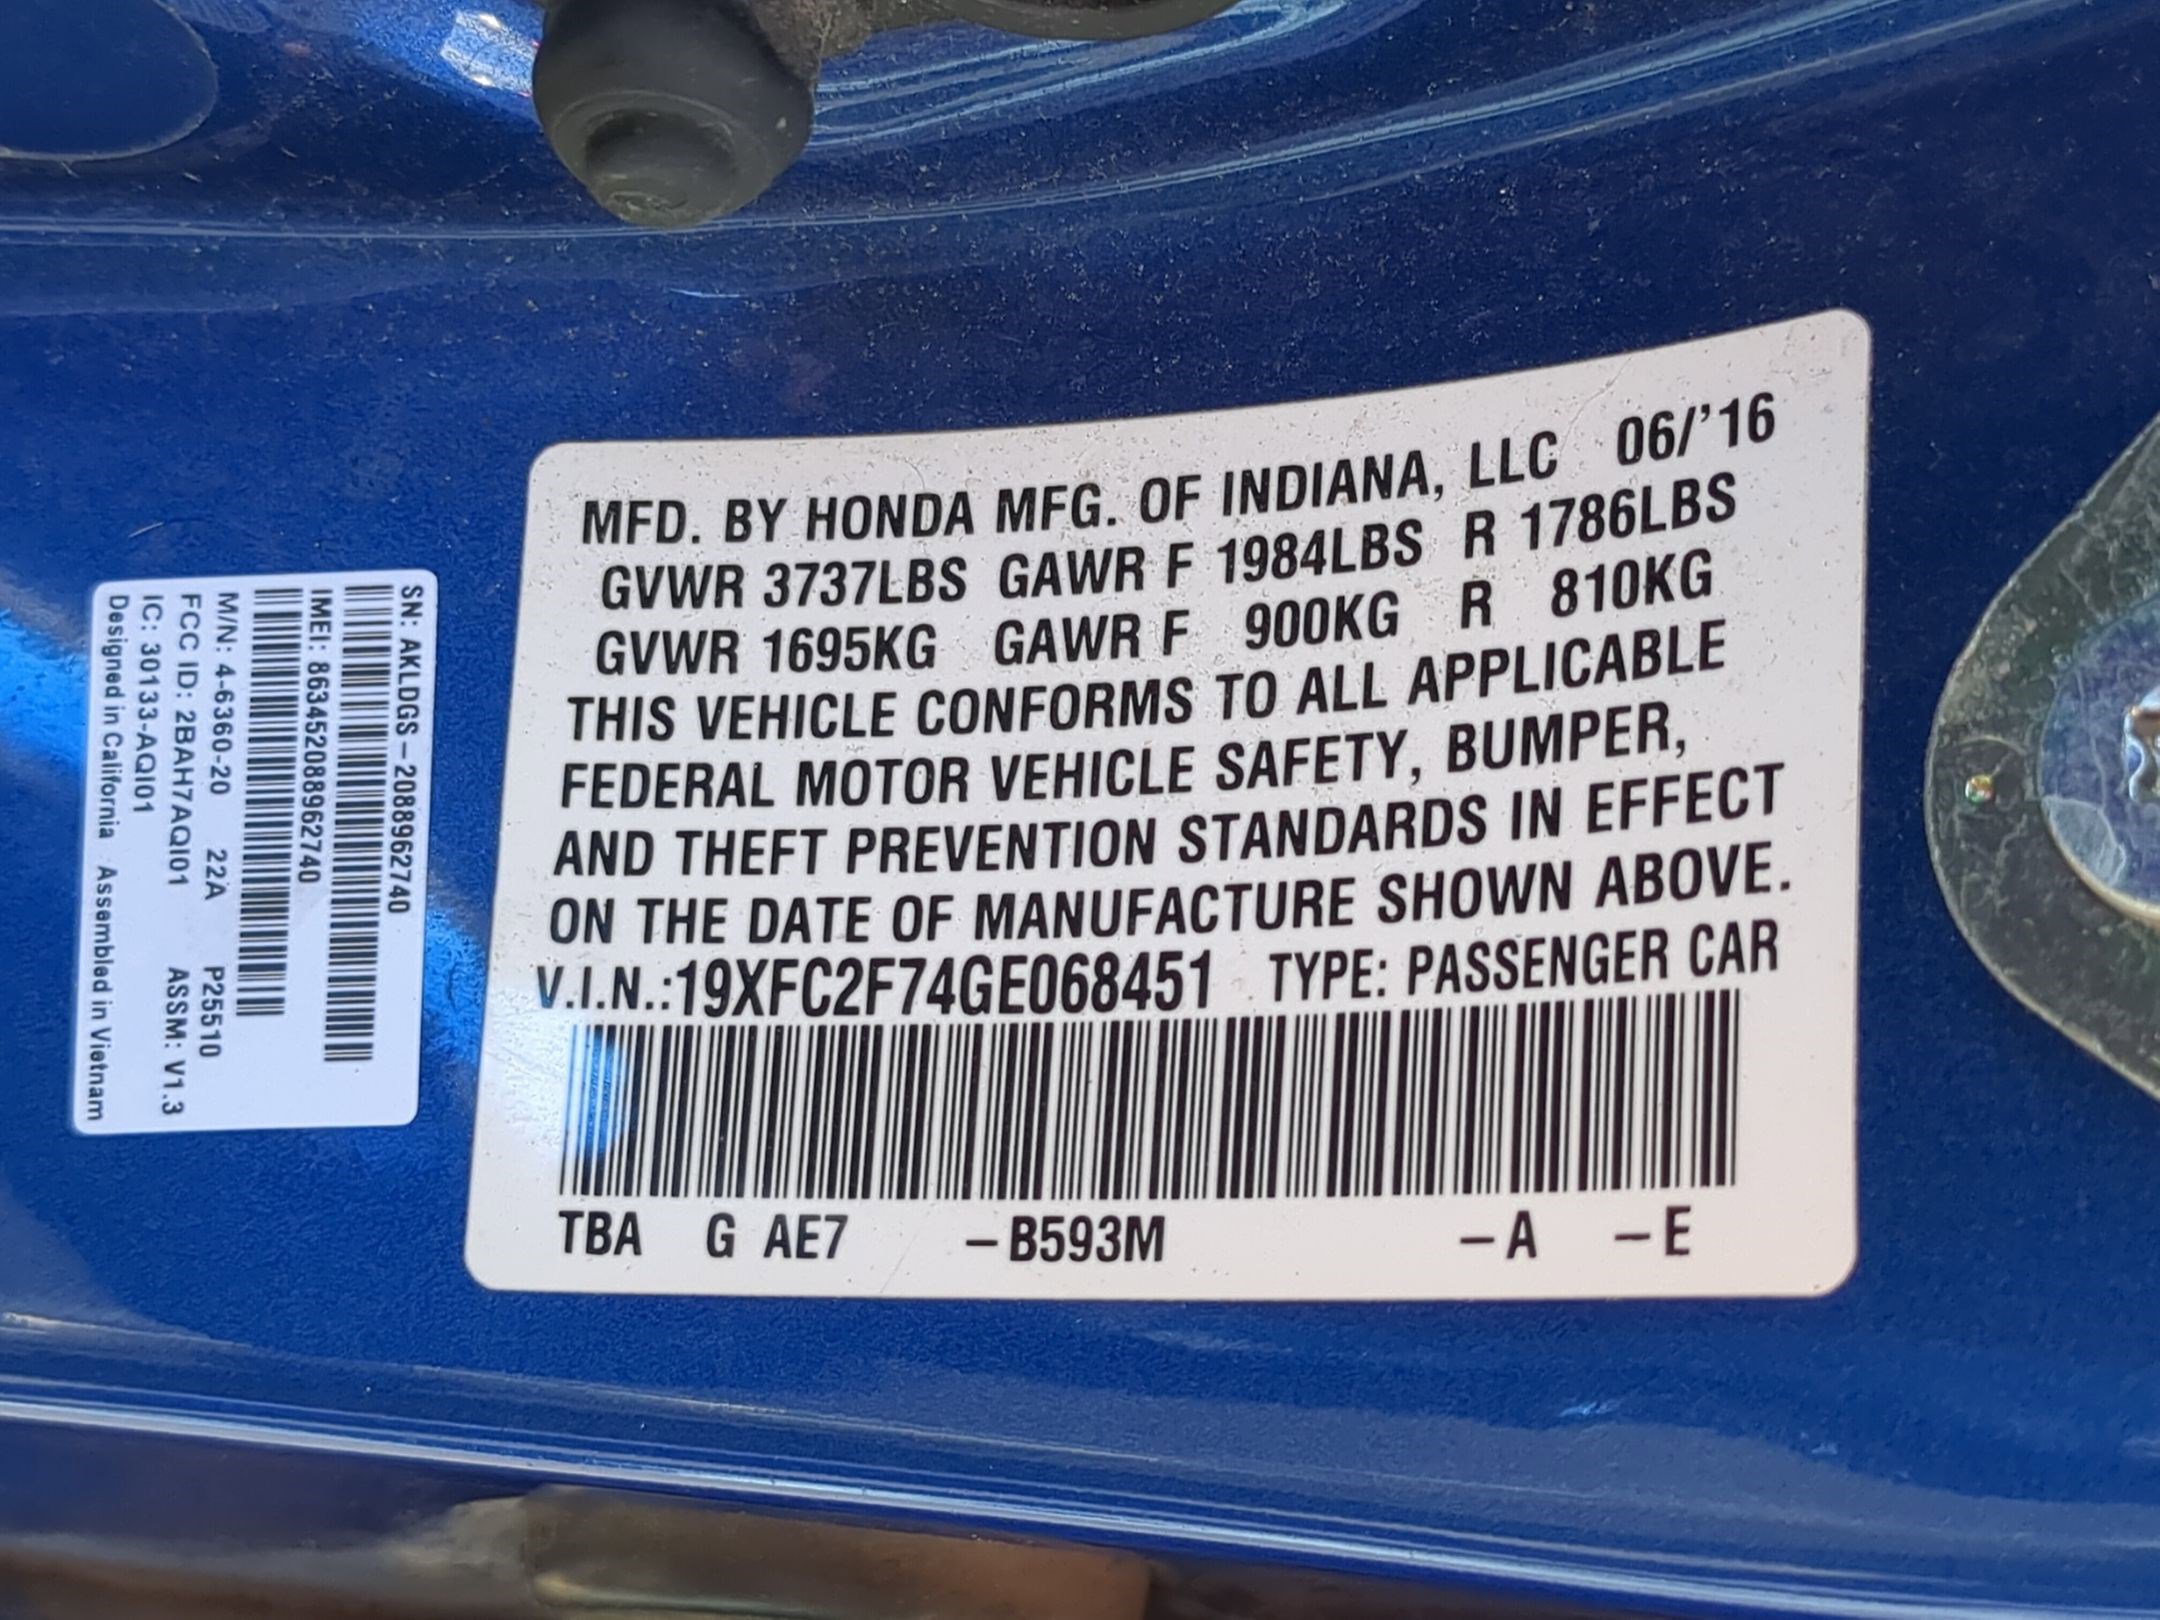 SN: AKLDGS-2088962740
IMEI: 863452088962740
M/N: 4-6360-20 22A P25510
FCC ID: 2BAH7AQI01
IC: 30133-AQI01 ASSM: V1.3
Designed in California Assembled in Vietnam
MFD. BY HONDA MFG. OF INDIANA, LLC 06/'16
GVWR 3737LBS GAWR F 1984LBS R 1786LBS
GVWR 1695KG GAWR F 900KG R 810KG
THIS VEHICLE CONFORMS TO ALL APPLICABLE
FEDERAL MOTOR VEHICLE SAFETY, BUMPER,
AND THEFT PREVENTION STANDARDS IN EFFECT
ON THE DATE OF MANUFACTURE SHOWN ABOVE.
V.I.N.:19XFC2F74GE068451 TYPE: PASSENGER CAR
TBA G AE7 -B593M -A -E